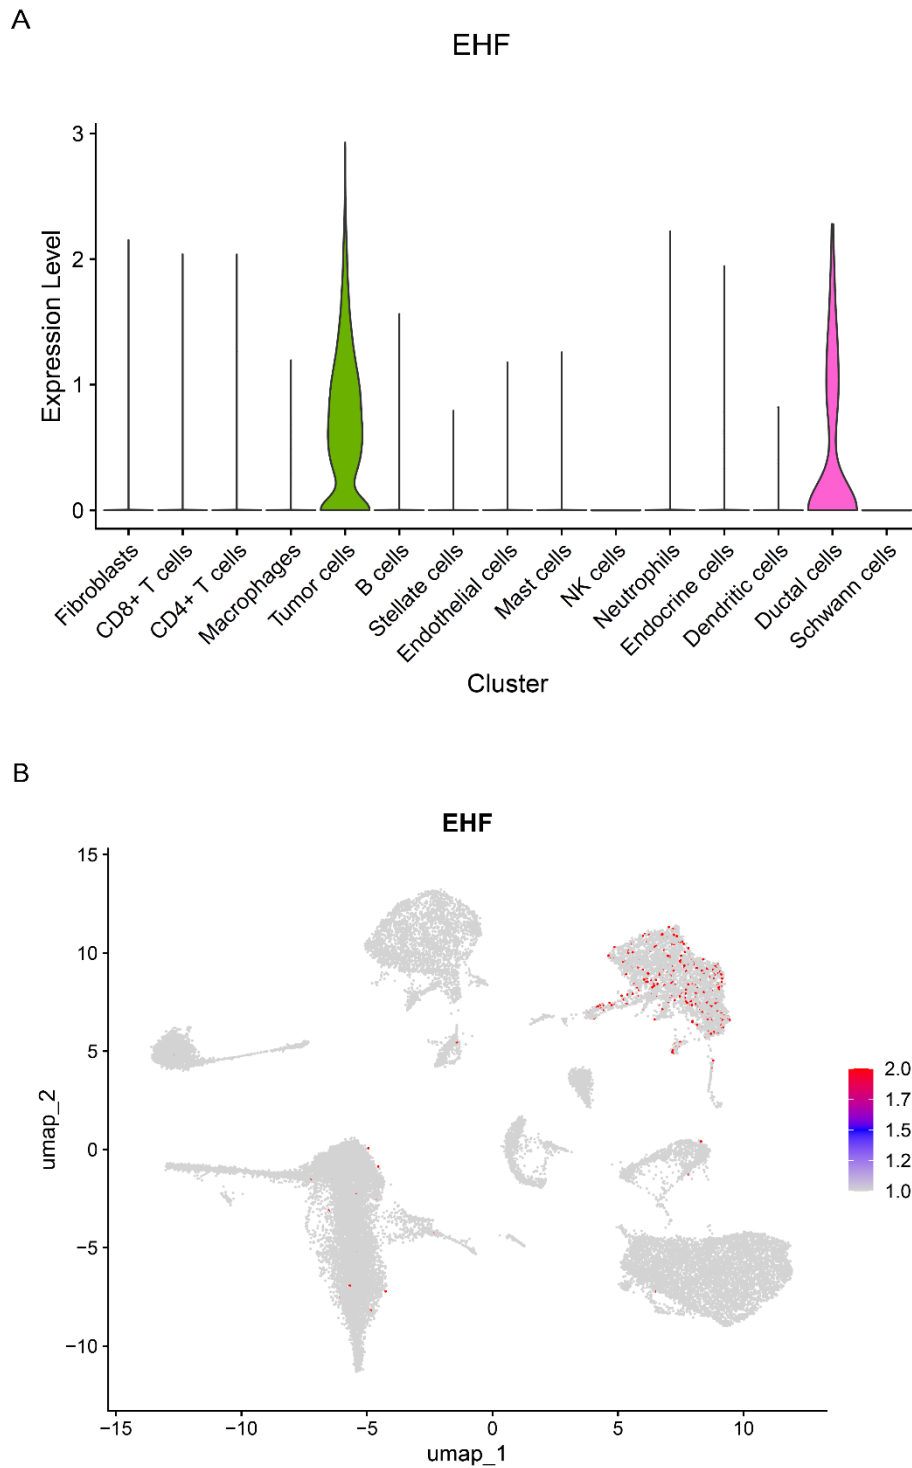 A
EHF
3
2
1
0
Expression Level
Fibroblasts
CD8+ T cells
CD4+ T cells
Macrophages
Tumor cells
B cells
Stellate cells
Endothelial cells
Mast cells
NK cells
Neutrophils
Endocrine cells
Dendritic cells
Ductal cells
Schwann cells
Cluster
B
EHF
15
10
5
0
−5
−10
umap_2
2.0
1.7
1.5
1.2
1.0
−15
−10
−5
0
5
10
umap_1